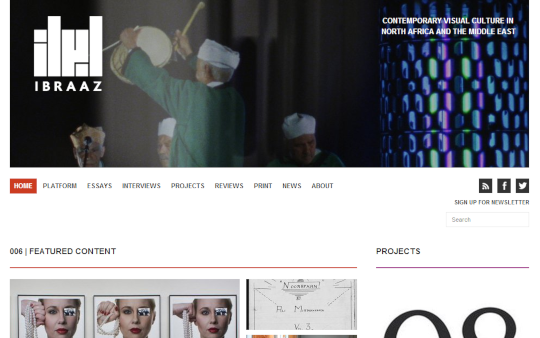 IBRAAZ
CONTEMPORARY VISUAL CULTURE IN
NORTH AFRICA AND THE MIDDLE EAST
HOME PLATFORM ESSAYS INTERVIEWS PROJECTS REVIEWS PRINT NEWS ABOUT
SIGN UP FOR NEWSLETTER
Search
006 | FEATURED CONTENT
PROJECTS